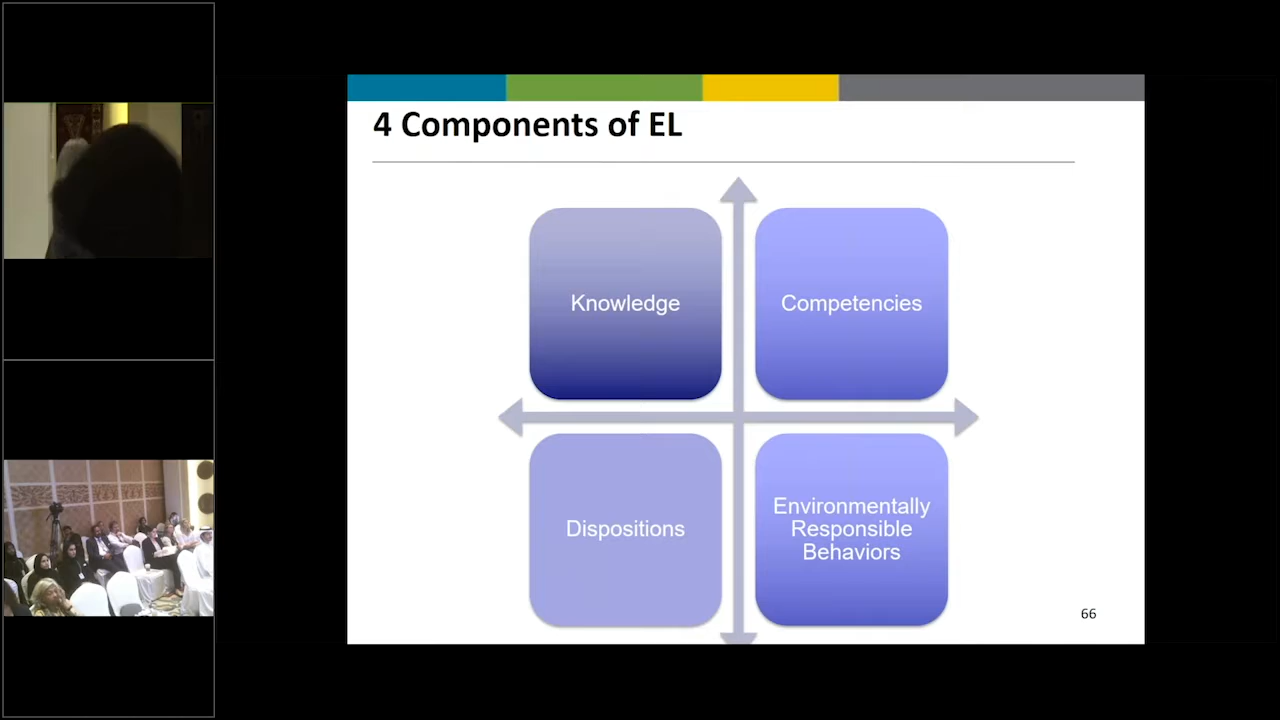 4 Components of EL
Knowledge
Competencies
Dispositions
Environmentally
Responsible
Behaviors
66